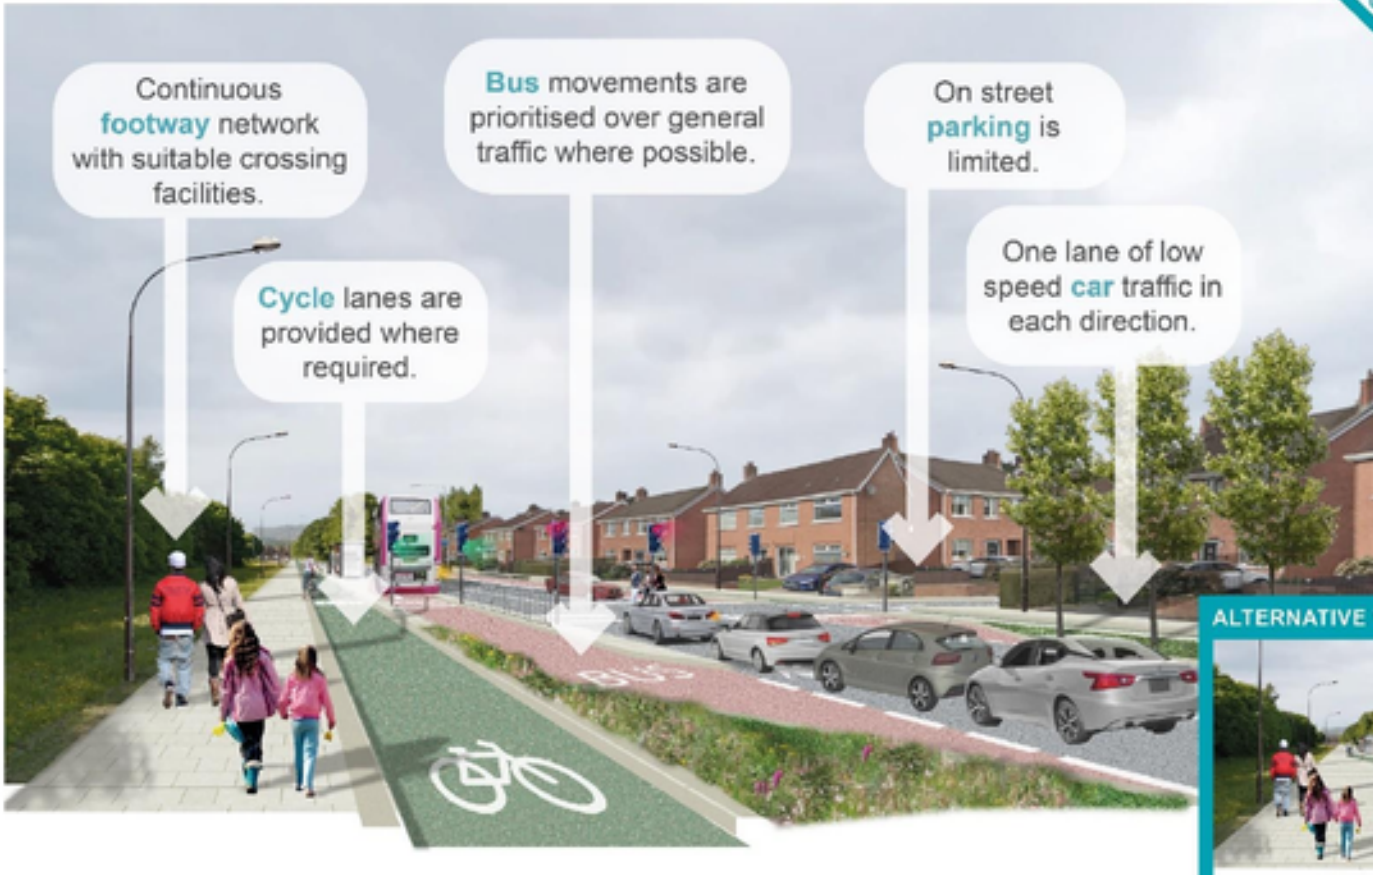 Continuous
footway network
with suitable crossing
facilities.
Cycle lanes are
provided where
required.
Bus movements are
prioritised over general
traffic where possible.
On street
parking is
limited.
One lane of low
speed car traffic in
each direction.
BUS
ALTERNATIVE